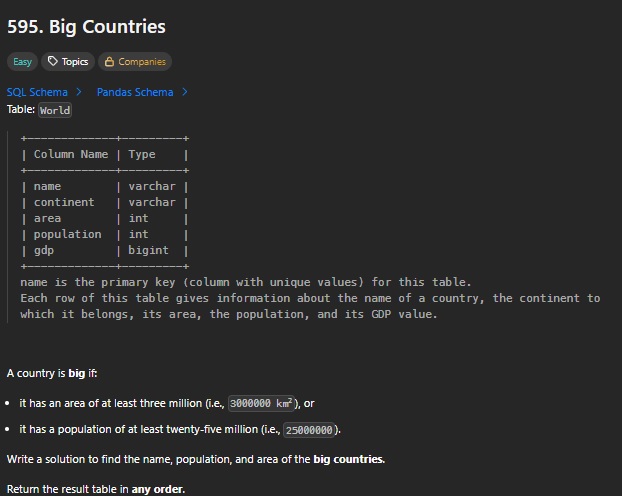 595. Big Countries
Easy Topics Companies
SQL Schema > Pandas Schema >
Table: World
+-------------+---------+
| Column Name | Type    |
+-------------+---------+
| name        | varchar |
| continent   | varchar |
| area        | int     |
| population  | int     |
| gdp         | bigint  |
+-------------+---------+
name is the primary key (column with unique values) for this table.
Each row of this table gives information about the name of a country, the continent to
which it belongs, its area, the population, and its GDP value.
A country is big if:
• it has an area of at least three million (i.e., 3000000 km²), or
• it has a population of at least twenty-five million (i.e., 25000000).
Write a solution to find the name, population, and area of the big countries.
Return the result table in any order.